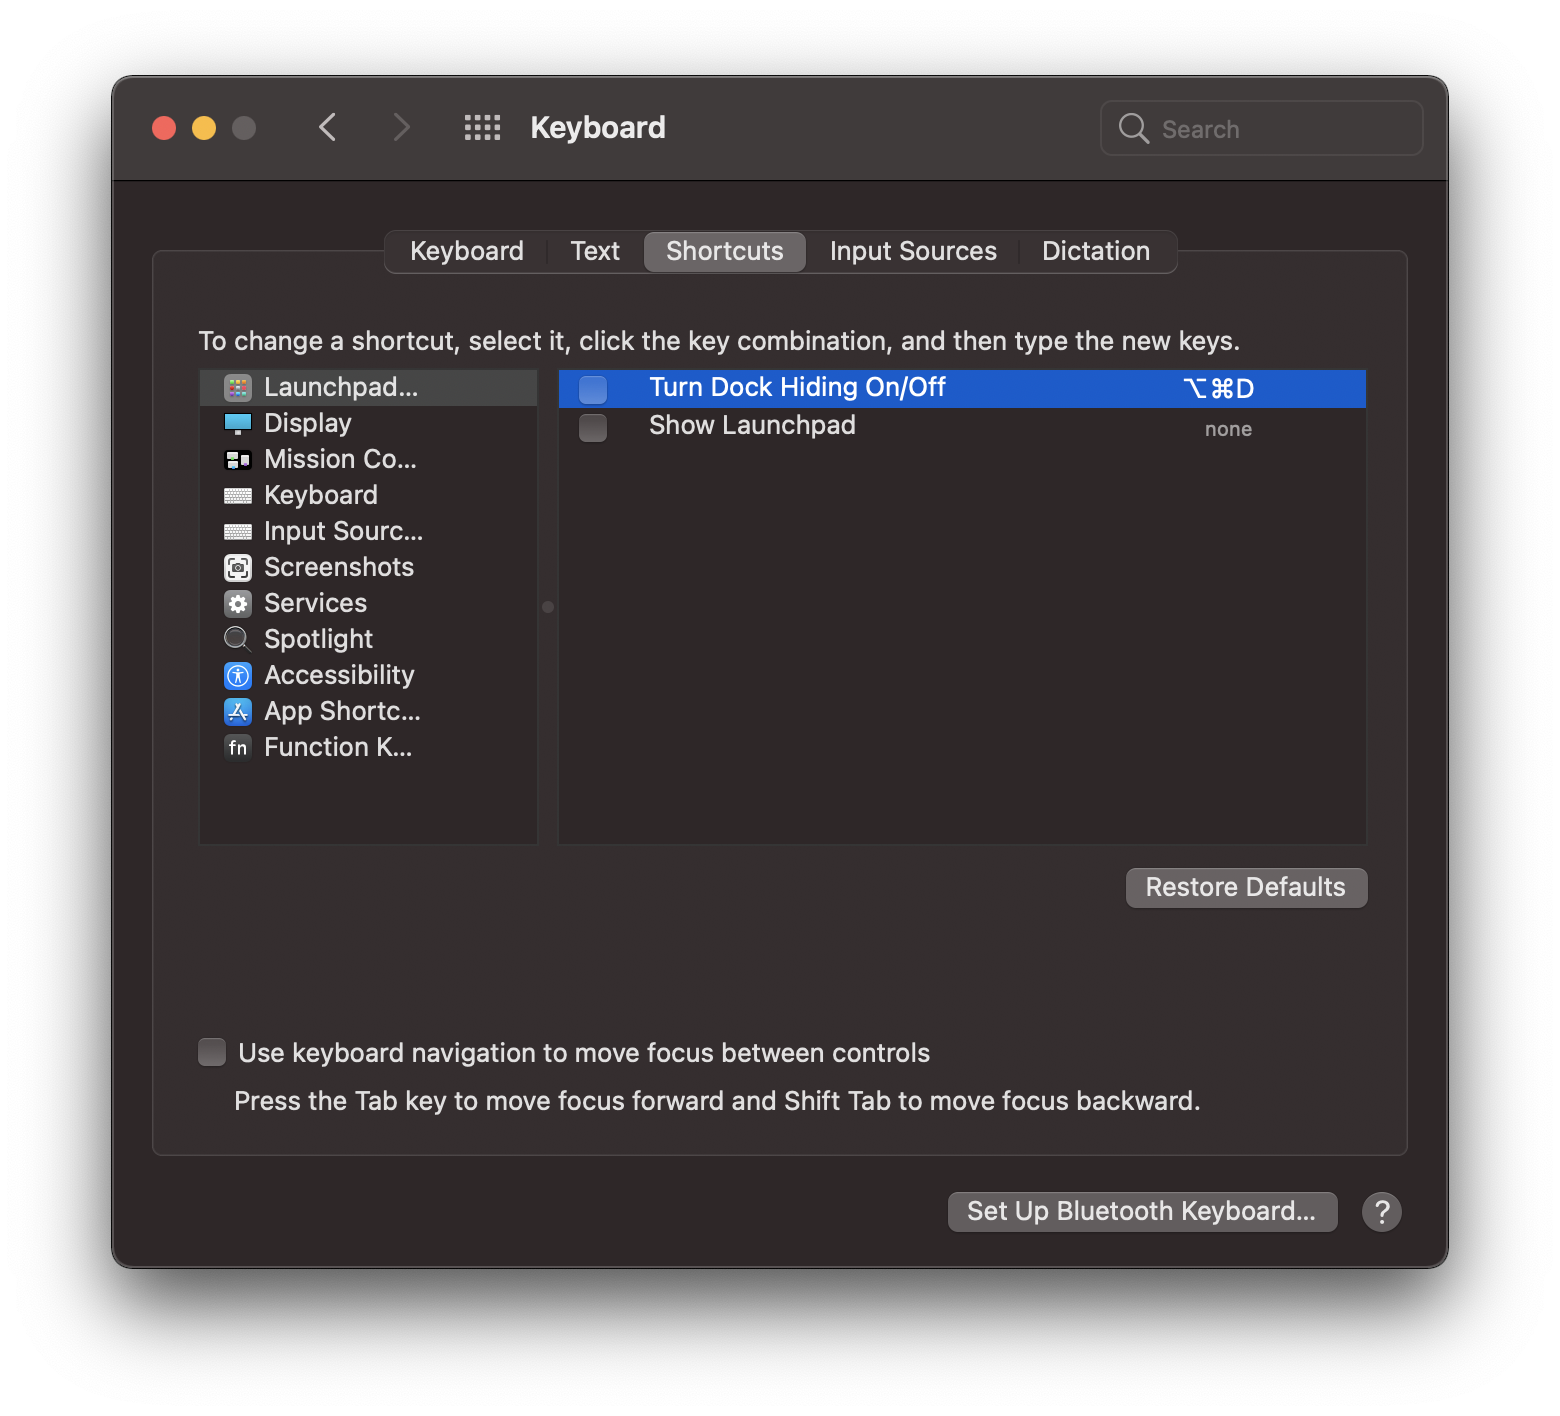 Keyboard
Search
Keyboard
Text
Shortcuts
Input Sources
Dictation
To change a shortcut, select it, click the key combination, and then type the new keys.
Launchpad...
Display
Mission Co...
Keyboard
Input Sourc...
Screenshots
Services
Spotlight
Accessibility
App Shortc...
fn Function K...
Turn Dock Hiding On/Off ⌥⌘D
Show Launchpad none
Restore Defaults
Use keyboard navigation to move focus between controls
Press the Tab key to move focus forward and Shift Tab to move focus backward.
Set Up Bluetooth Keyboard...
?